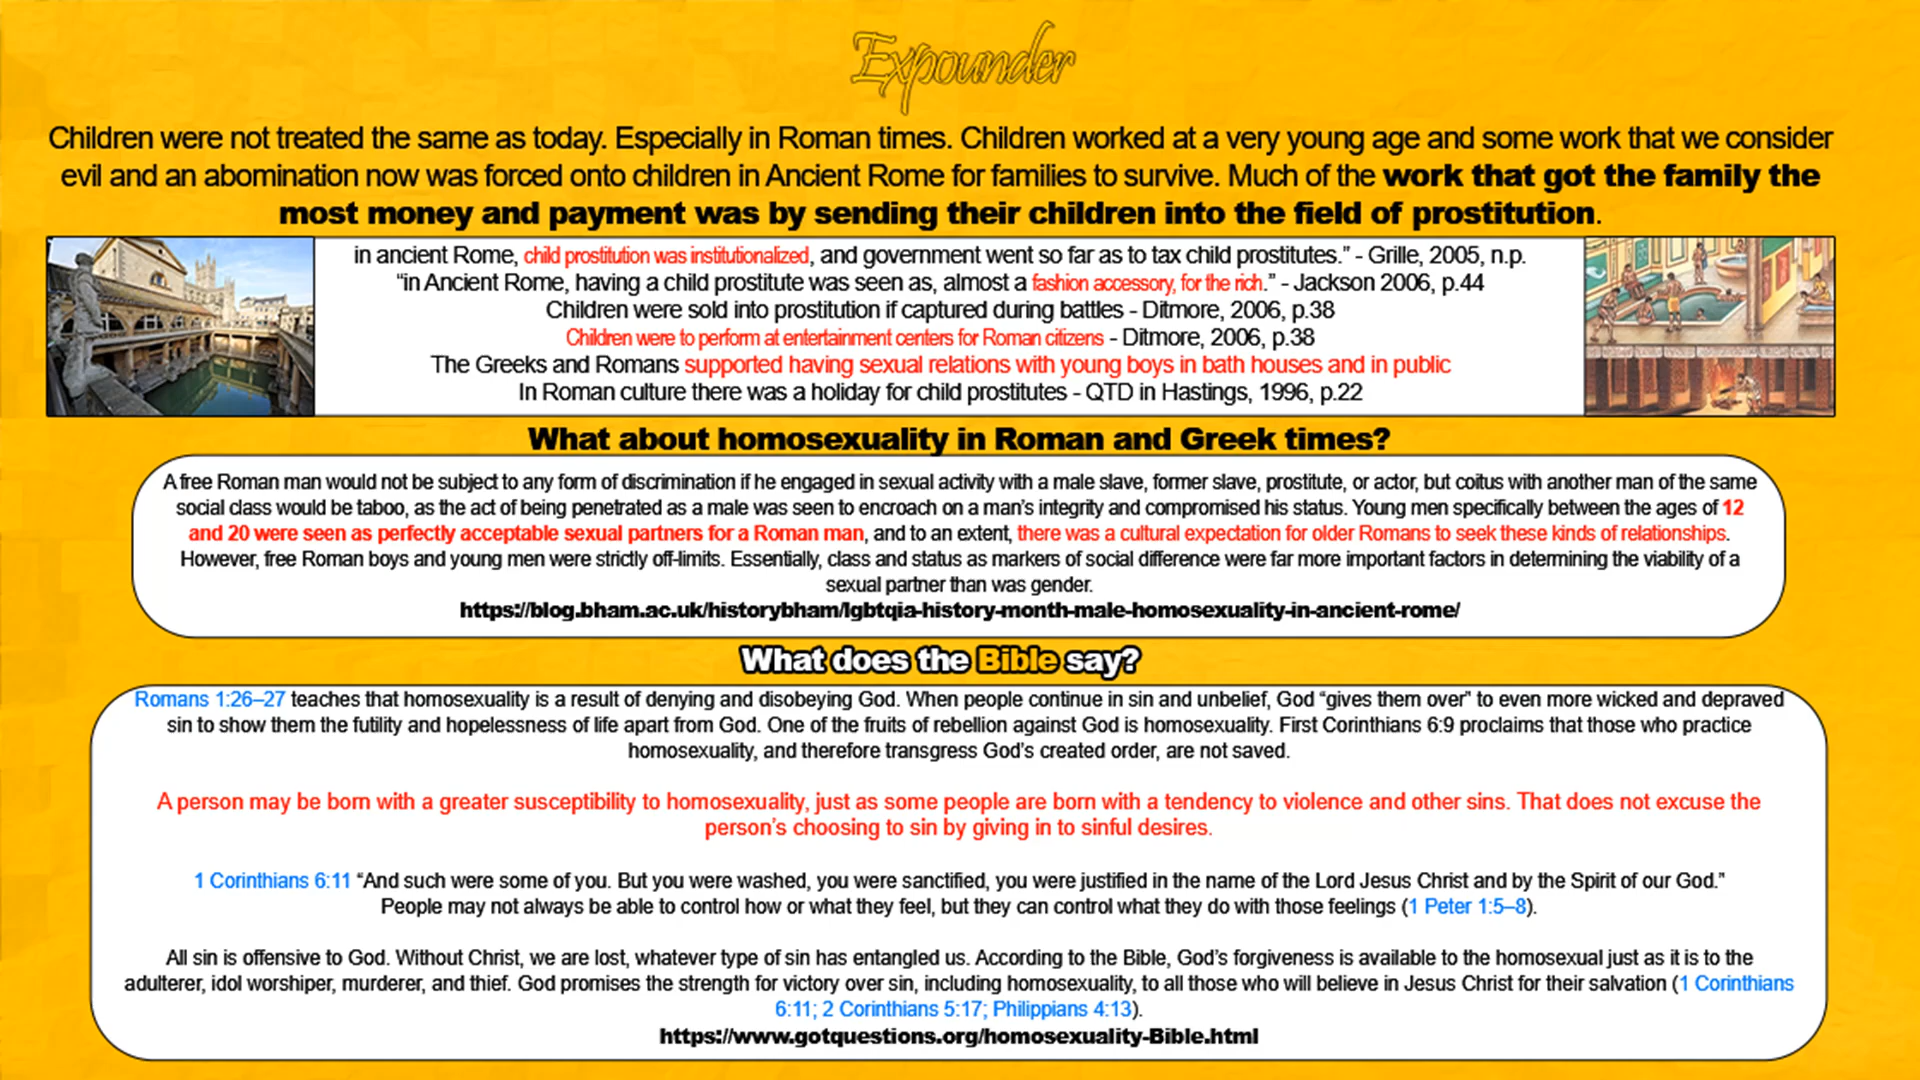 Expounder
Children were not treated the same as today. Especially in Roman times. Children worked at a very young age and some work that we consider
evil and an abomination now was forced onto children in Ancient Rome for families to survive. Much of the work that got the family the
most money and payment was by sending their children into the field of prostitution.
in ancient Rome, child prostitution was institutionalized, and government went so far as to tax child prostitutes.” - Grille, 2005, n.p.
“in Ancient Rome, having a child prostitute was seen as, almost a fashion accessory, for the rich.” - Jackson 2006, p.44
Children were sold into prostitution if captured during battles - Ditmore, 2006, p.38
Children were to perform at entertainment centers for Roman citizens - Ditmore, 2006, p.38
The Greeks and Romans supported having sexual relations with young boys in bath houses and in public
In Roman culture there was a holiday for child prostitutes - QTD in Hastings, 1996, p.22
What about homosexuality in Roman and Greek times?
A free Roman man would not be subject to any form of discrimination if he engaged in sexual activity with a male slave, former slave, prostitute, or actor, but coitus with another man of the same
social class would be taboo, as the act of being penetrated as a male was seen to encroach on a man’s integrity and compromised his status. Young men specifically between the ages of 12
and 20 were seen as perfectly acceptable sexual partners for a Roman man, and to an extent, there was a cultural expectation for older Romans to seek these kinds of relationships.
However, free Roman boys and young men were strictly off-limits. Essentially, class and status as markers of social difference were far more important factors in determining the viability of a
sexual partner than was gender.
https://blog.bham.ac.uk/historybham/lgbtqia-history-month-male-homosexuality-in-ancient-rome/
What does the Bible say?
Romans 1:26–27 teaches that homosexuality is a result of denying and disobeying God. When people continue in sin and unbelief, God “gives them over” to even more wicked and depraved
sin to show them the futility and hopelessness of life apart from God. One of the fruits of rebellion against God is homosexuality. First Corinthians 6:9 proclaims that those who practice
homosexuality, and therefore transgress God’s created order, are not saved.
A person may be born with a greater susceptibility to homosexuality, just as some people are born with a tendency to violence and other sins. That does not excuse the
person’s choosing to sin by giving in to sinful desires.
1 Corinthians 6:11 “And such were some of you. But you were washed, you were sanctified, you were justified in the name of the Lord Jesus Christ and by the Spirit of our God.”
People may not always be able to control how or what they feel, but they can control what they do with those feelings (1 Peter 1:5–8).
All sin is offensive to God. Without Christ, we are lost, whatever type of sin has entangled us. According to the Bible, God’s forgiveness is available to the homosexual just as it is to the
adulterer, idol worshiper, murderer, and thief. God promises the strength for victory over sin, including homosexuality, to all those who will believe in Jesus Christ for their salvation (1 Corinthians
6:11; 2 Corinthians 5:17; Philippians 4:13).
https://www.gotquestions.org/homosexuality-Bible.html